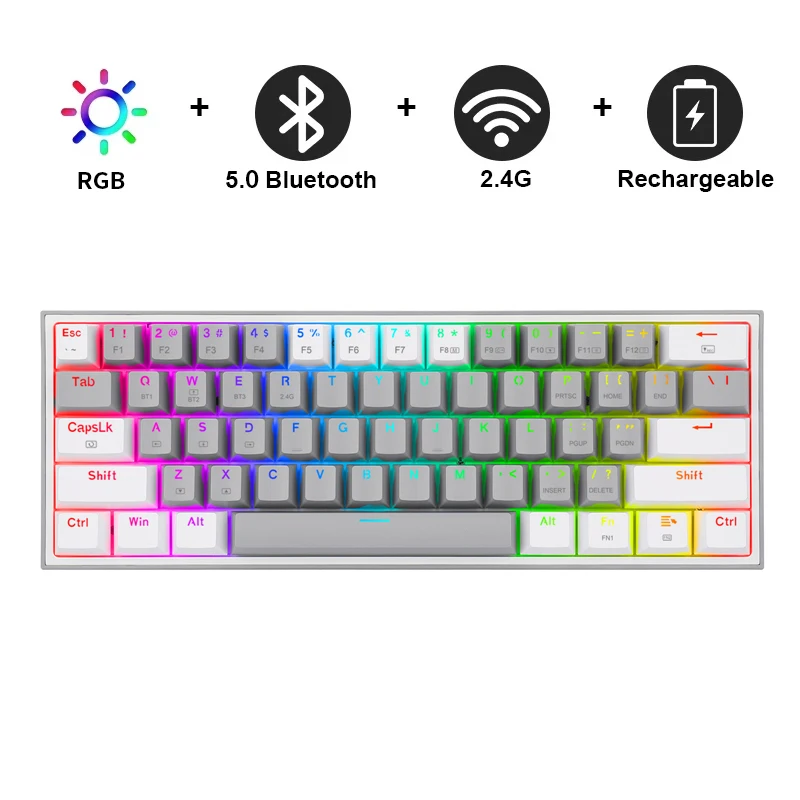 RGB + 5.0 Bluetooth + 2.4G + Rechargeable
Esc 1 ! 2 @ 3 # 4 $ 5 % 6 ^ 7 & 8 * 9 ( 0 - = +
` ~ F1 F2 F3 F4 F5 F6 F7 F8 F9 F10 F11 F12
Tab Q W E R T Y U I O P [ { ] } \ |
BT1 BT2 BT3 2.4G PRTSC HOME END
CapsLk A S D F G H J K L ; : ' "
PGUP PGDN
Shift Z X C V B N M , < . / ? Shift
INSERT DELETE
Ctrl Win Alt Alt Fn Ctrl
FN1